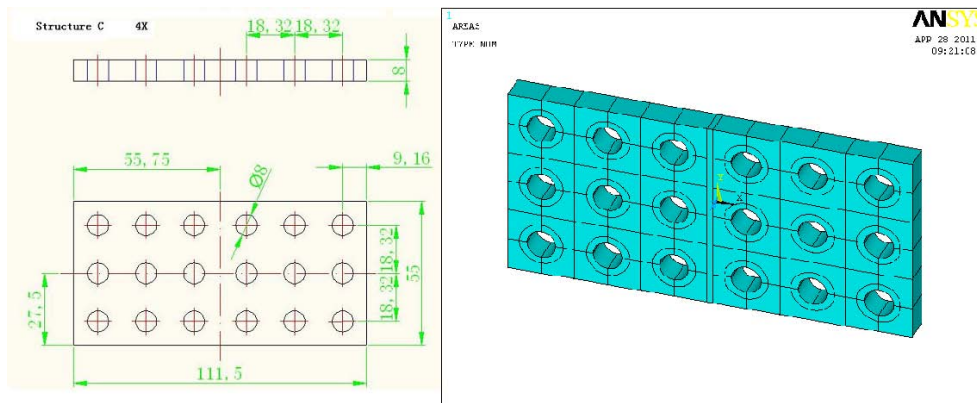 Structure C 4X
18,32 18,32
8
55,75
9,16
Ø8
18,32
55
18,32
27,5
111,5
1
AREAS
TYPE NUM
ANSYS
APR 28 2011
09:21:08
Y
X